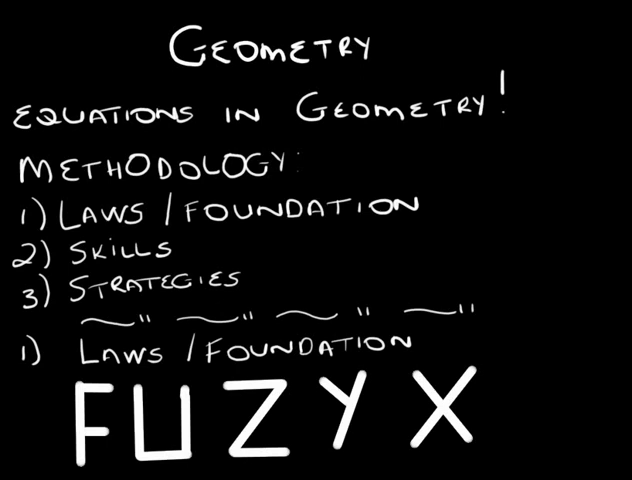 GEOMETRY
EQUATIONS IN GEOMETRY!
METHODOLOGY:
1) LAWS / FOUNDATION
2) SKILLS
3) STRATEGIES
1) LAWS / FOUNDATION
FUZYX